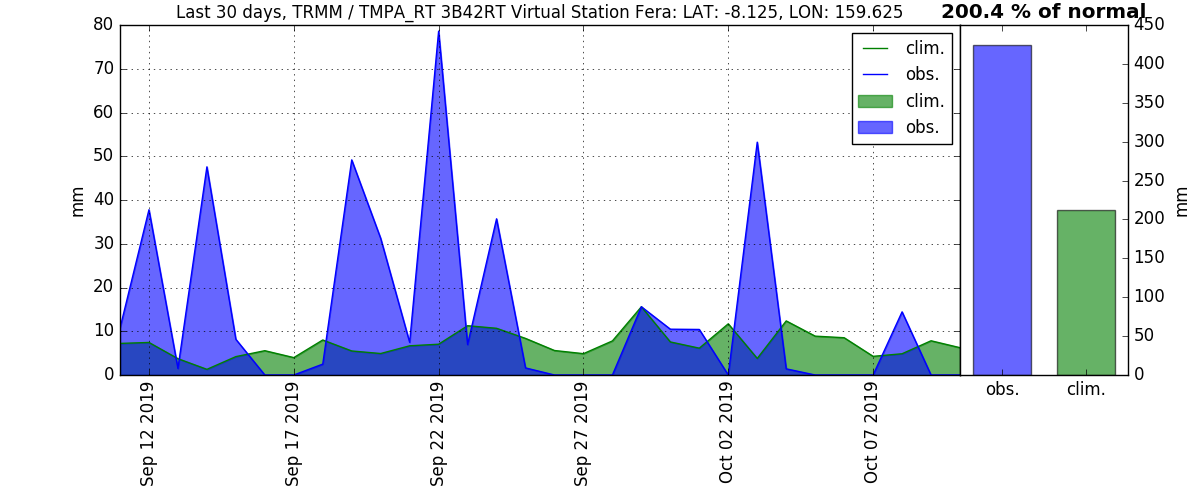 Last 30 days, TRMM / TMPA_RT 3B42RT Virtual Station Fera: LAT: -8.125, LON: 159.625
200.4 % of normal
80
70
60
50
40
30
20
10
0
mm
clim.
obs.
clim.
obs.
Sep 12 2019
Sep 17 2019
Sep 22 2019
Sep 27 2019
Oct 02 2019
Oct 07 2019
450
400
350
300
250
200
150
100
50
0
mm
obs.
clim.